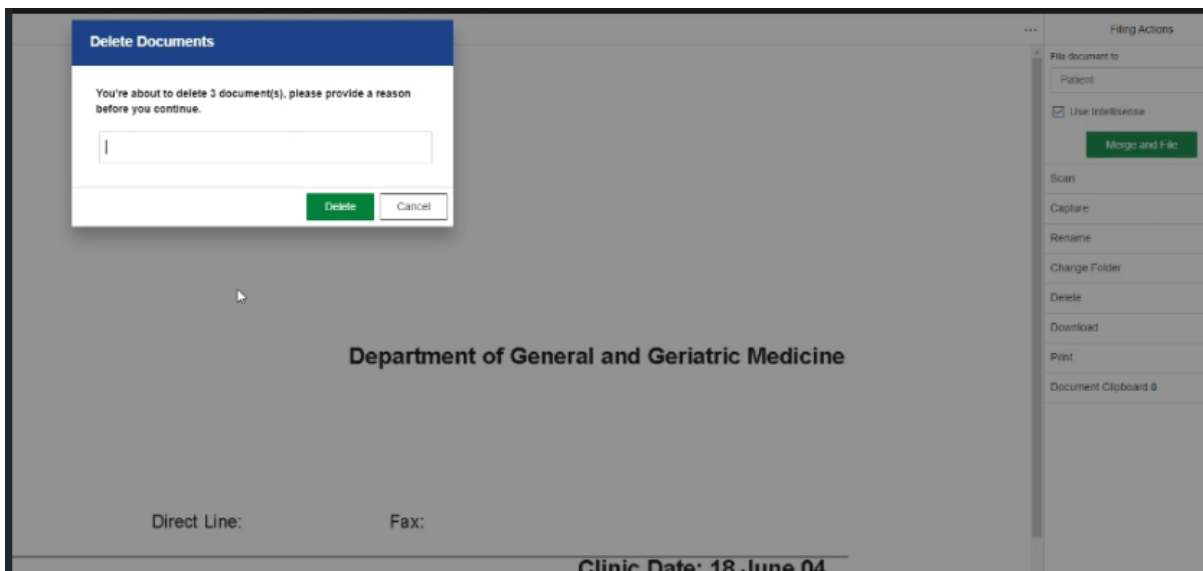 Delete Documents
You're about to delete 3 document(s), please provide a reason
before you continue.
Delete
Cancel
...
Filing Actions
File document to
Patient
Use Intellisense
Merge and File
Scan
Capture
Rename
Change Folder
Delete
Download
Print
Document Clipboard 0
Department of General and Geriatric Medicine
Direct Line: Fax:
Clinic Date: 18 June 04